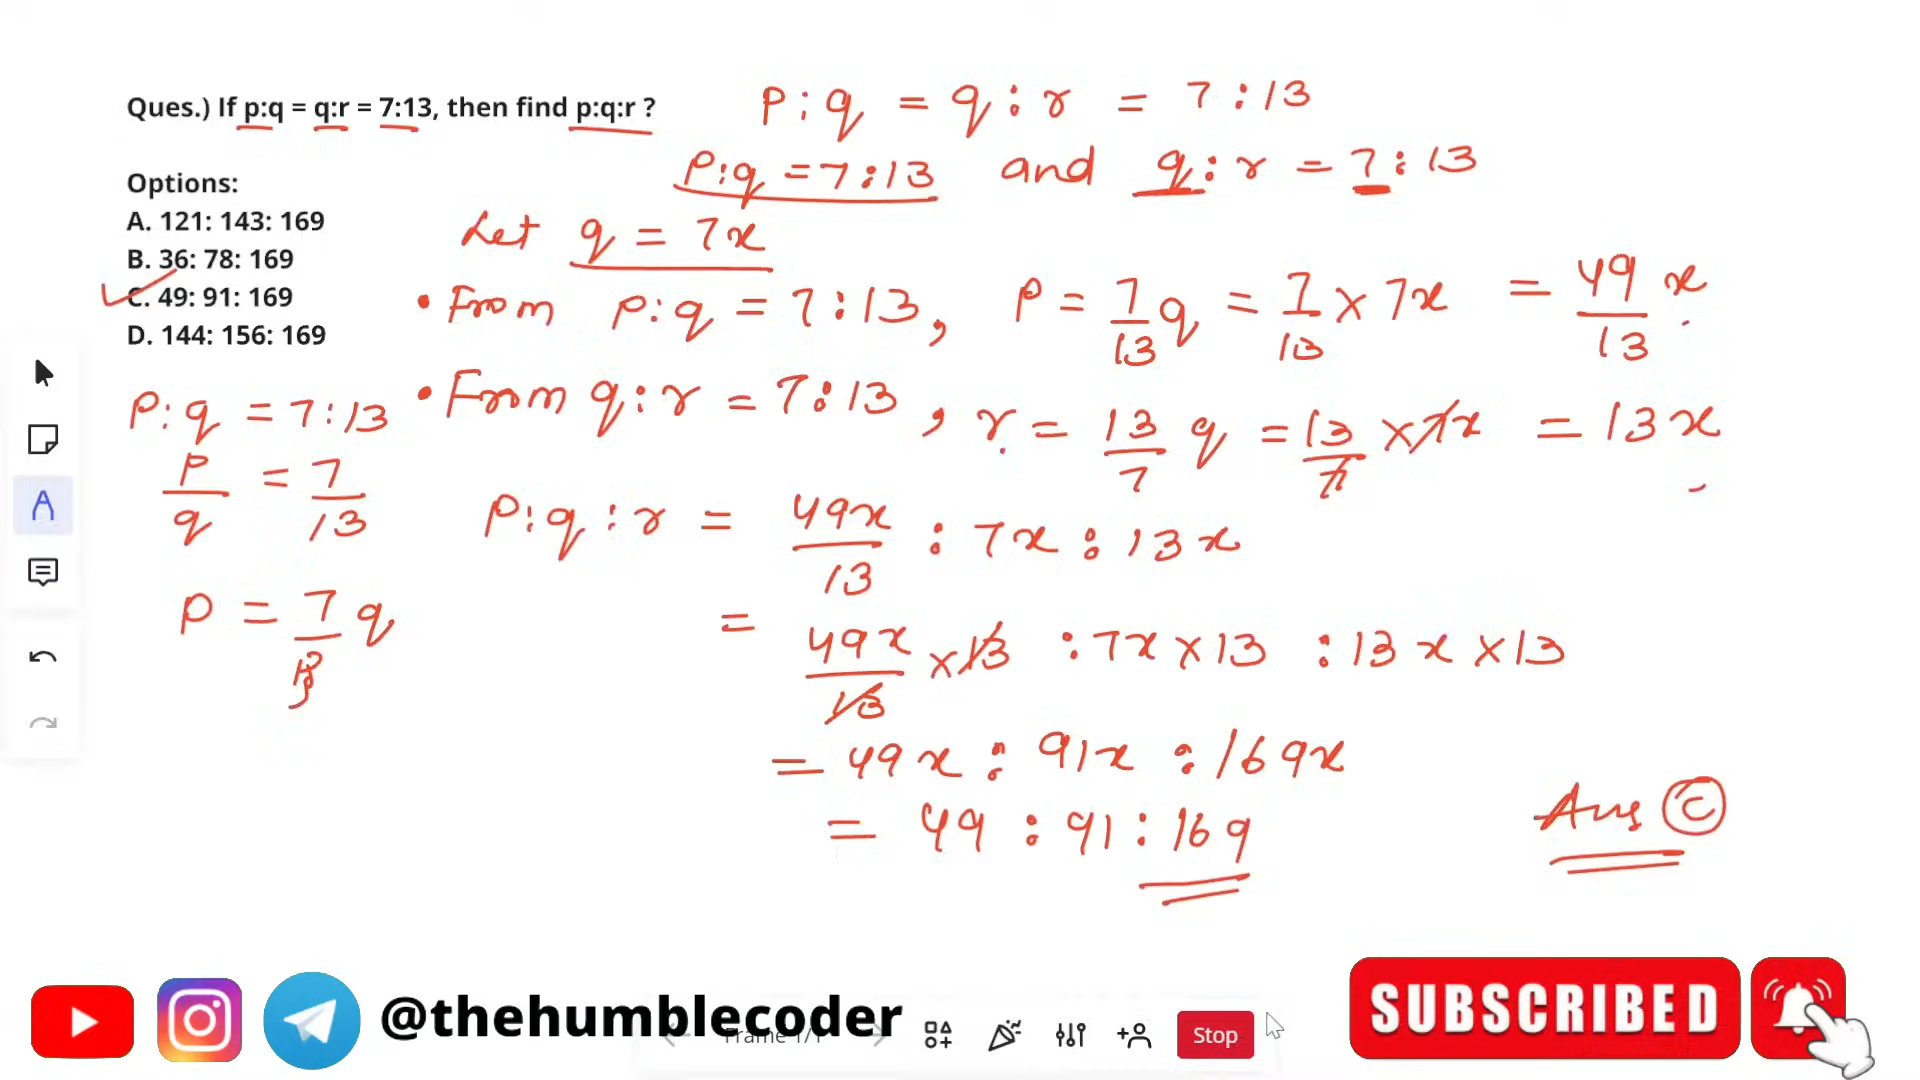 Ques.) If p:q = q:r = 7:13, then find p:q:r ?
Options:
A. 121: 143: 169
B. 36: 78: 169
C. 49: 91: 169
D. 144: 156: 169
P:q = q:r = 7:13
P:q = 7:13 and q:r = 7:13
Let q = 7x
• From p:q = 7:13, P = 7/13 q = 7/13 × 7x = 49/13 x
• From q:r = 7:13, r = 13/7 q = 13/7 × 7x = 13x
P:q = 7:13
P/q = 7/13
P = 7/13 q
P:q:r = 49x/13 : 7x : 13x
= 49x/13 × 13 : 7x × 13 : 13x × 13
= 49x : 91x : 169x
= 49 : 91 : 169
Ans C
@thehumblecoder
Frame 1/1
Stop
SUBSCRIBED